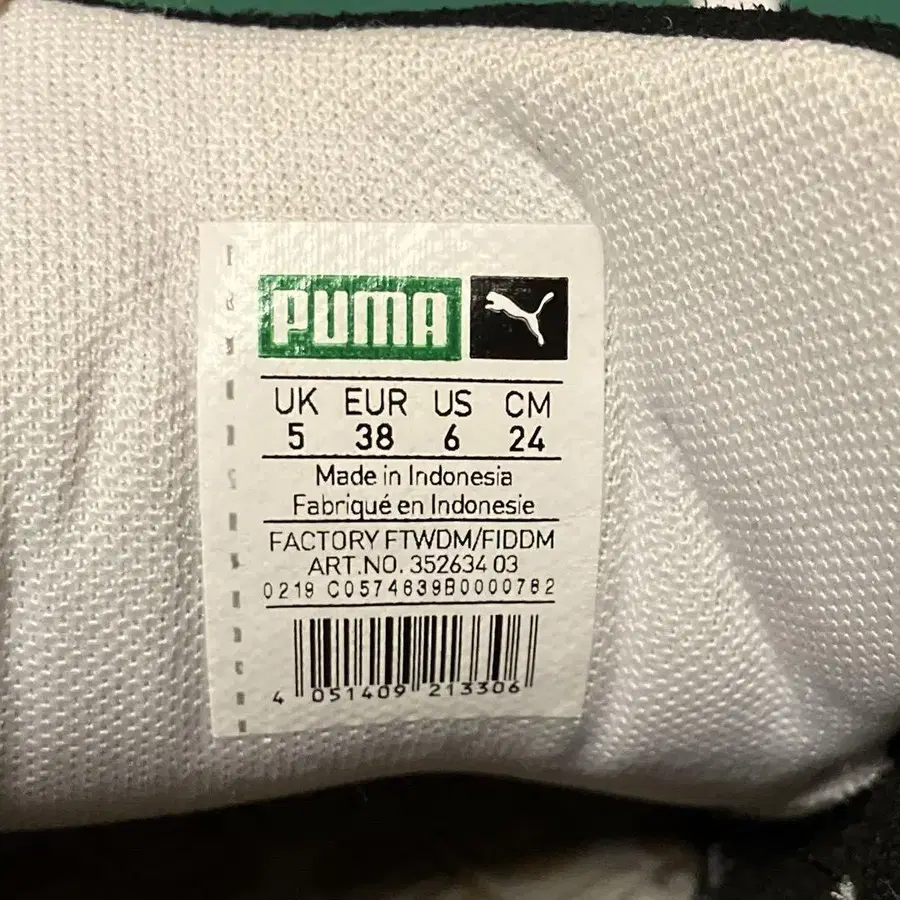 PUMA
UK EUR US CM
5 38 6 24
Made in Indonesia
Fabriqué en Indonesie
FACTORY FTWDM/FIDDM
ART.NO. 352634 03
0219 C0574639B0000782
4 051409 213306